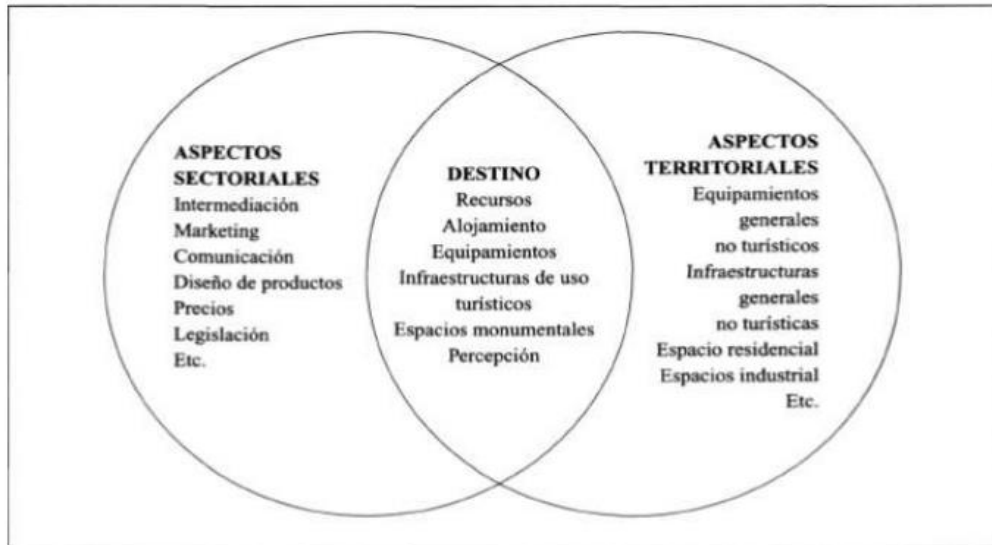 ASPECTOS
SECTORIALES
Intermediación
Marketing
Comunicación
Diseño de productos
Precios
Legislación
Etc.
DESTINO
Recursos
Alojamiento
Equipamientos
Infraestructuras de uso
turísticos
Espacios monumentales
Percepción
ASPECTOS
TERRITORIALES
Equipamientos
generales
no turísticos
Infraestructuras
generales
no turísticas
Espacio residencial
Espacios industrial
Etc.